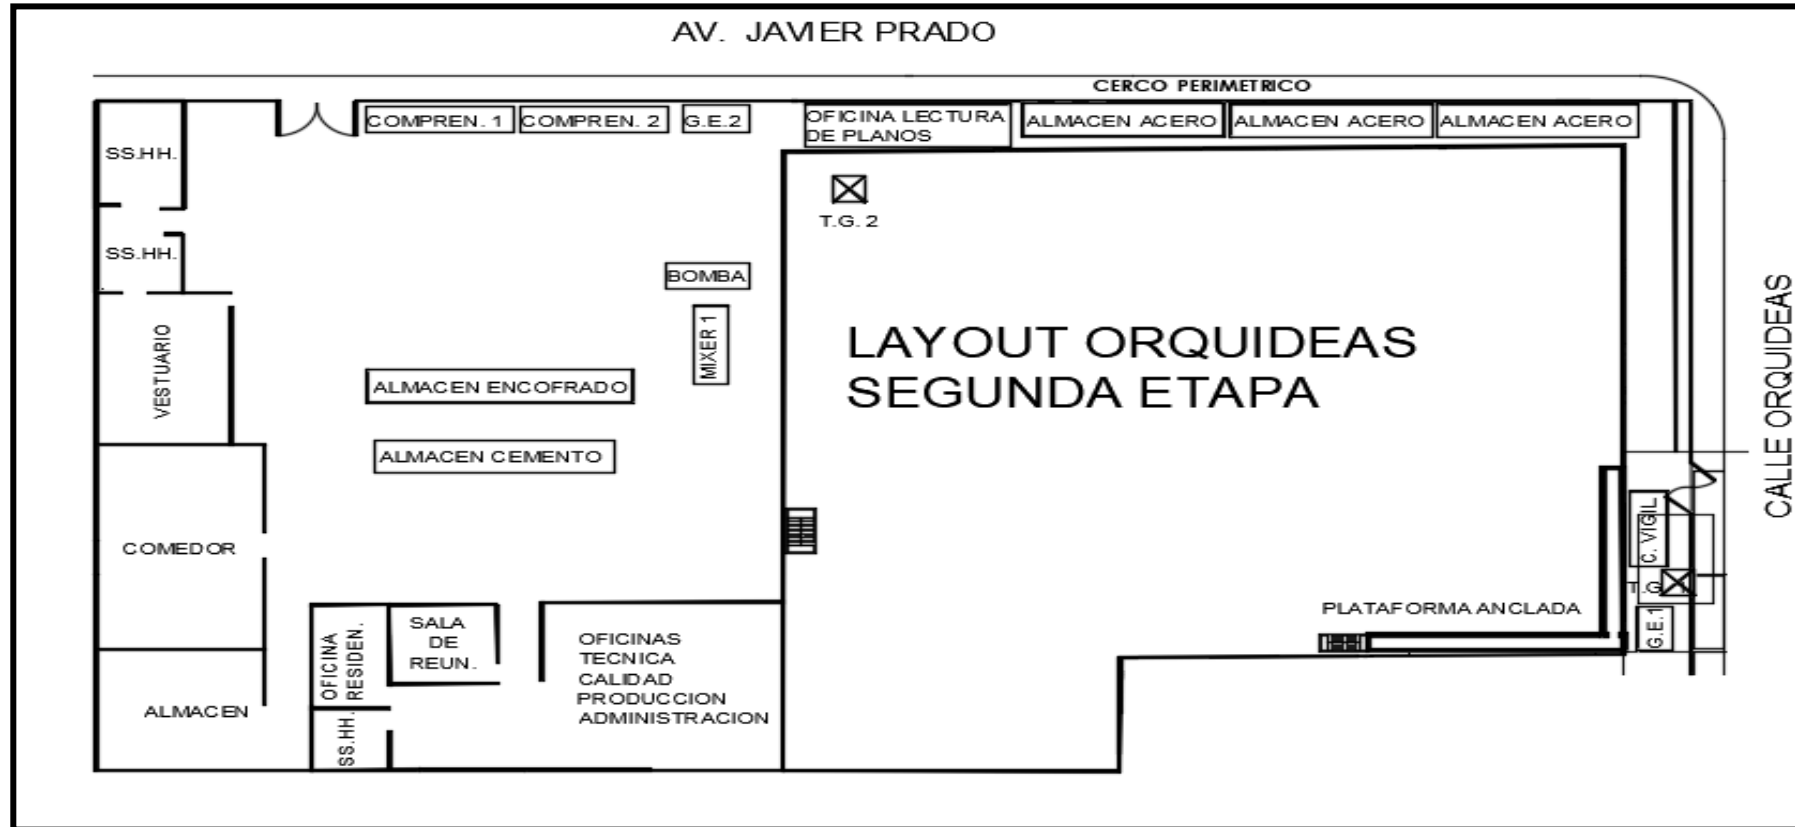 AV. JAVIER PRADO
CERCO PERIMETRICO
COMPREN. 1
COMPREN. 2
G.E.2
OFICINA LECTURA
DE PLANOS
ALMACEN ACERO
ALMACEN ACERO
ALMACEN ACERO
SS.HH.
T.G. 2
SS.HH.
BOMBA
MIXER 1
VESTUARIO
LAYOUT ORQUIDEAS
SEGUNDA ETAPA
CALLE ORQUIDEAS
ALMACEN ENCOFRADO
ALMACEN CEMENTO
C. VIGIL
COMEDOR
T.G.
PLATAFORMA ANCLADA
G.E.1
OFICINA
RESIDEN.
SALA
DE
REUN.
OFICINAS
TECNICA
CALIDAD
PRODUCCION
ADMINISTRACION
ALMACEN
SS.HH.